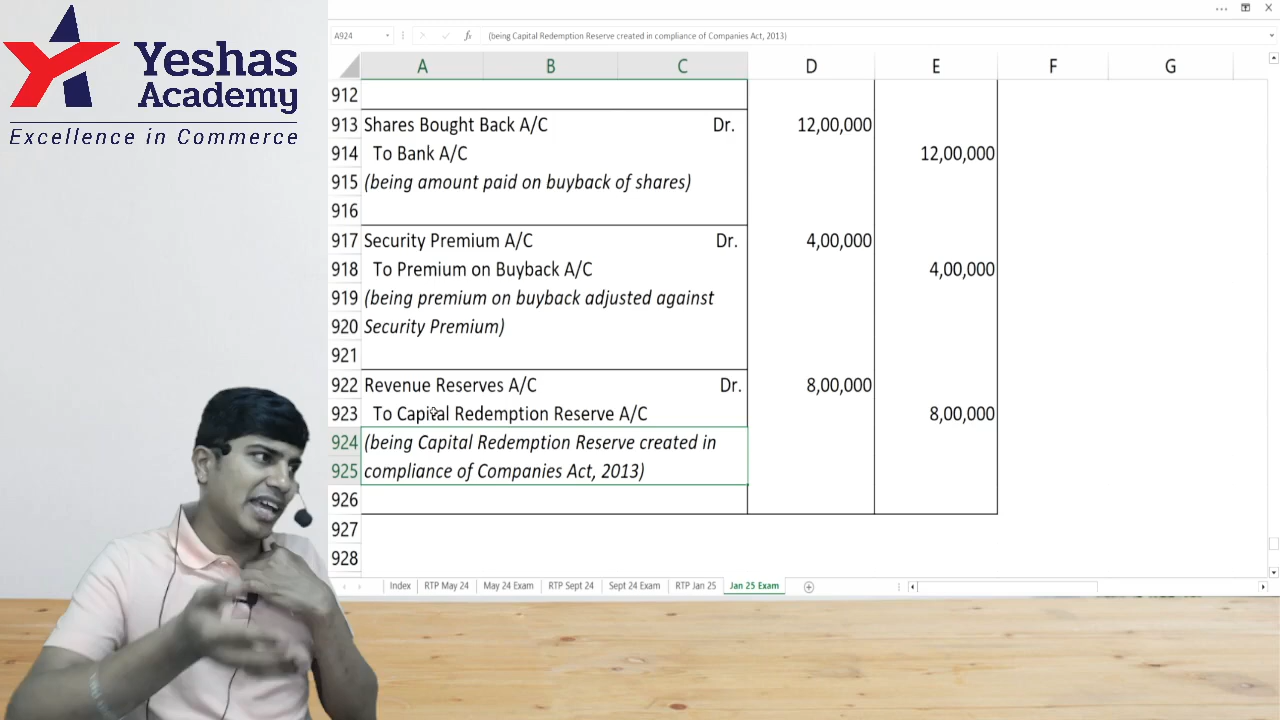 Yeshas
Academy
Excellence in Commerce
A924
fx
(being Capital Redemption Reserve created in compliance of Companies Act, 2013)
A B C D E F G
912
913 Shares Bought Back A/C Dr. 12,00,000
914 To Bank A/C 12,00,000
915 (being amount paid on buyback of shares)
916
917 Security Premium A/C Dr. 4,00,000
918 To Premium on Buyback A/C 4,00,000
919 (being premium on buyback adjusted against
920 Security Premium)
921
922 Revenue Reserves A/C Dr. 8,00,000
923 To Capital Redemption Reserve A/C 8,00,000
924 (being Capital Redemption Reserve created in
925 compliance of Companies Act, 2013)
926
927
928
Index RTP May 24 May 24 Exam RTP Sept 24 Sept 24 Exam RTP Jan 25 Jan 25 Exam